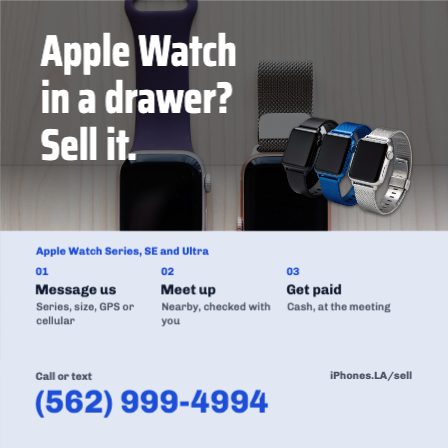 Apple Watch
in a drawer?
Sell it.
Apple Watch Series, SE and Ultra
01
Message us
Series, size, GPS or
cellular
02
Meet up
Nearby, checked with
you
03
Get paid
Cash, at the meeting
Call or text
(562) 999-4994
iPhones.LA/sell